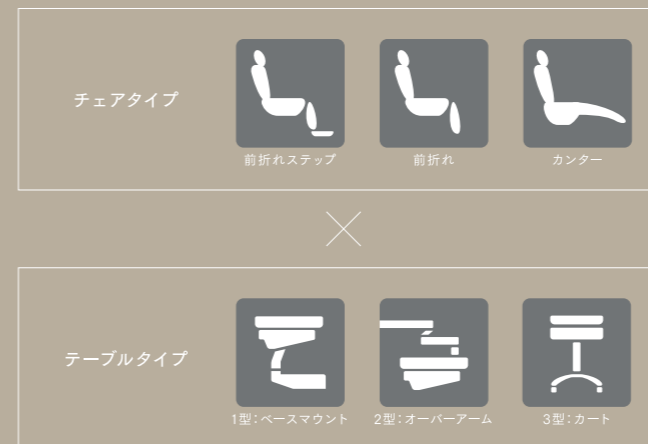 チェアタイプ
前折れステップ
前折れ
カンター
テーブルタイプ
1型：ベースマウント
2型：オーバーアーム
3型：カート